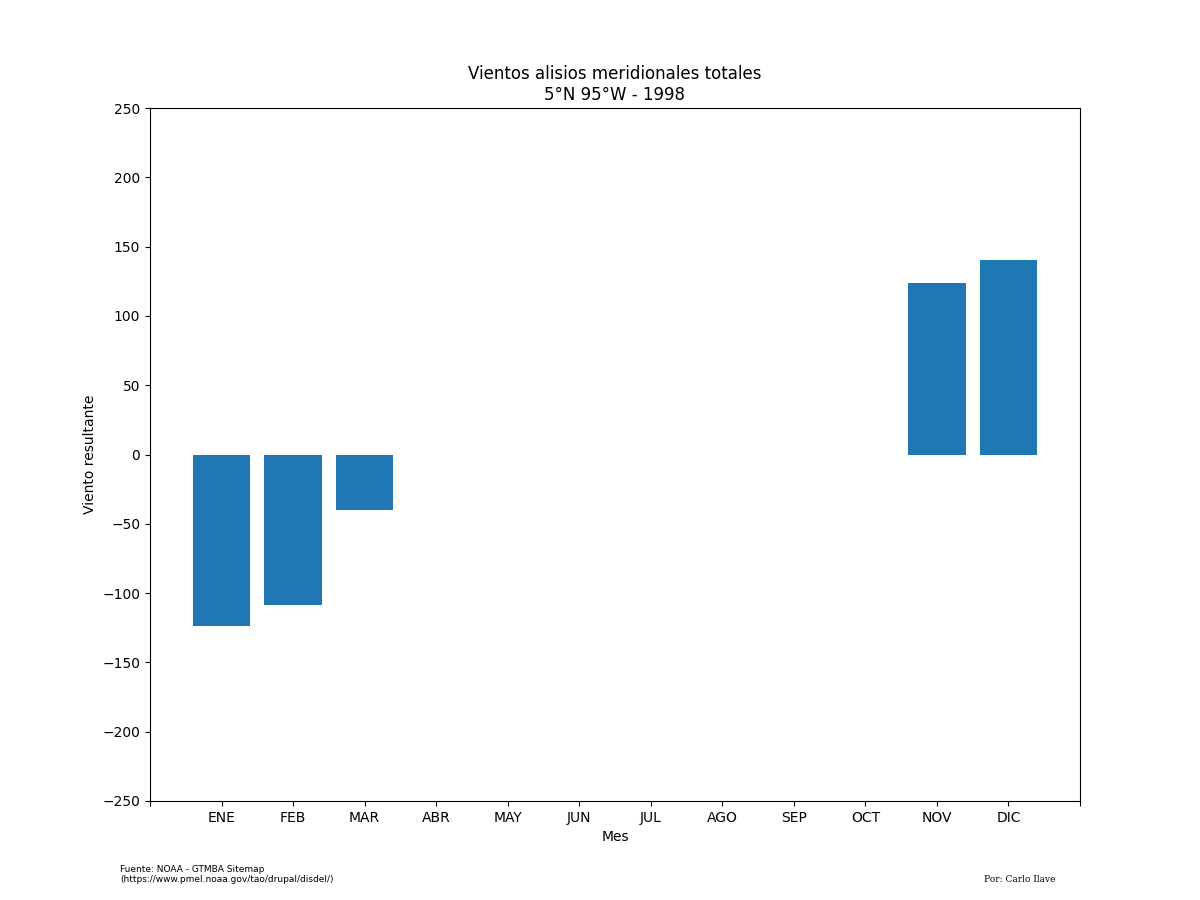 Vientos alisios meridionales totales
5°N 95°W - 1998
250
200
150
100
50
0
−50
−100
−150
−200
−250
Viento resultante
ENE FEB MAR ABR MAY JUN JUL AGO SEP OCT NOV DIC
Mes
Fuente: NOAA - GTMBA Sitemap
(https://www.pmel.noaa.gov/tao/drupal/disdel/)
Por: Carlo Ilave